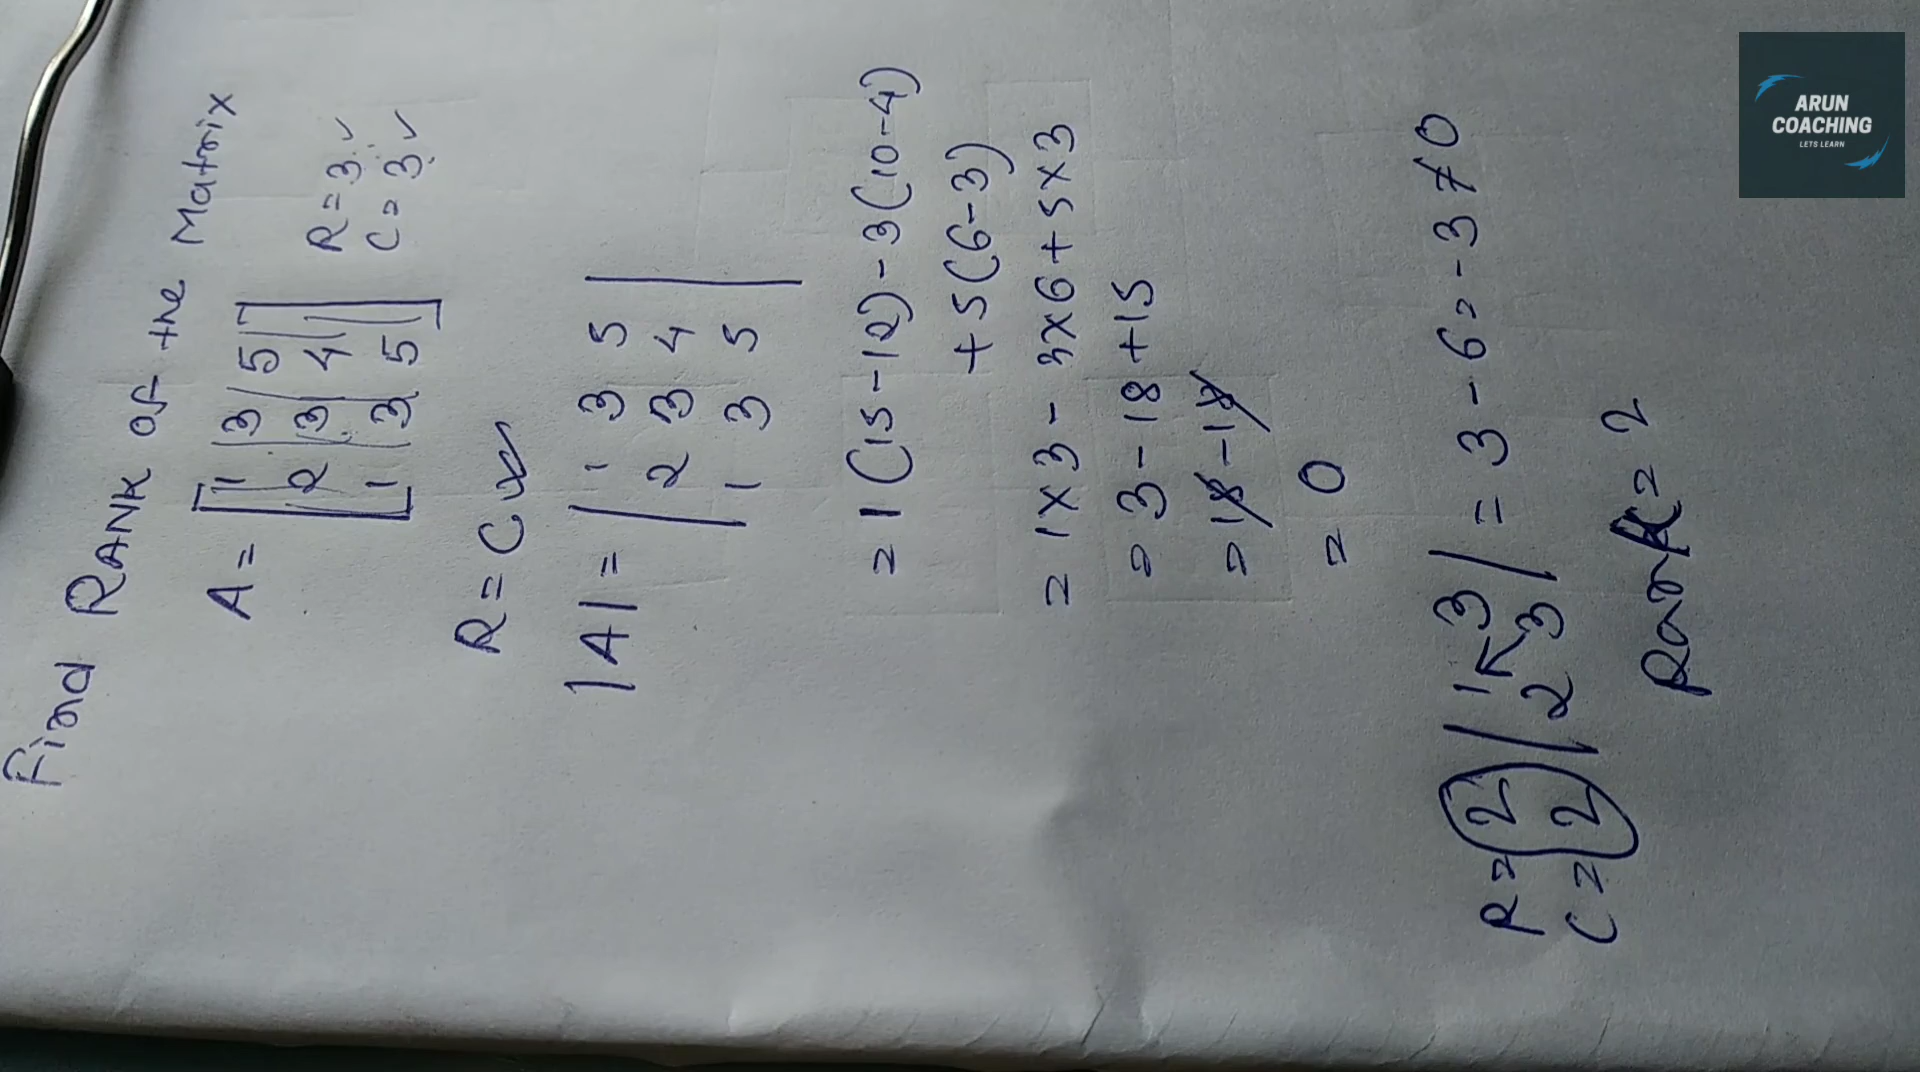 Find RANK of the Matrix
A = [1 3 5
2 3 4
1 3 5]
R = 3 ✓
C = 3 ✓
R = C
|A| = | 1 3 5
2 3 4
1 3 5 |
= 1(15-12) - 3(10-4)
+ 5(6-3)
= 1×3 - 3×6 + 5×3
= 3 - 18 + 15
= 18 - 18
= 0
R = 2
C = 2
| 1 3
2 3 | = 3 - 6 = -3 ≠ 0
Rank = 2
ARUN
COACHING
LETS LEARN